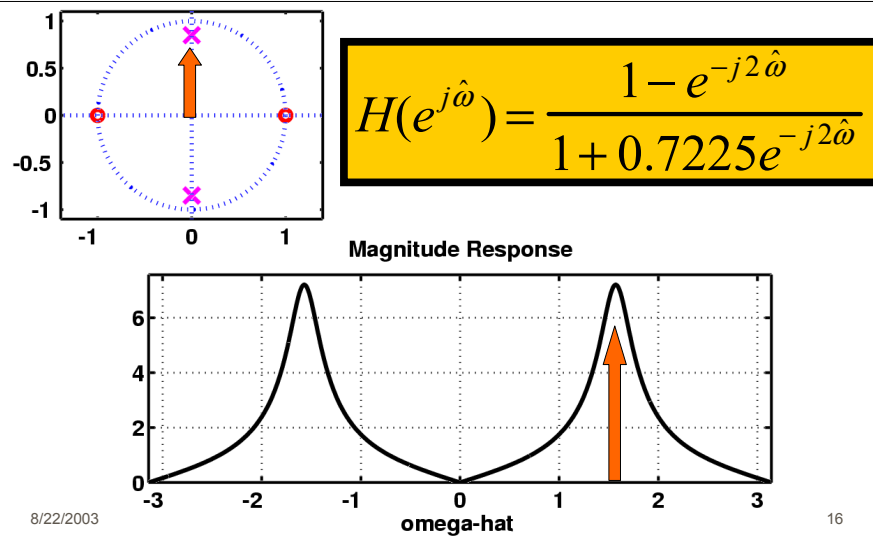 1
0.5
0
-0.5
-1
-1 0 1
H(e^{jω̂}) = \frac{1 - e^{-j2ω̂}}{1 + 0.7225e^{-j2ω̂}}
Magnitude Response
6
4
2
0
-3 -2 -1 0 1 2 3
omega-hat
8/22/2003
16